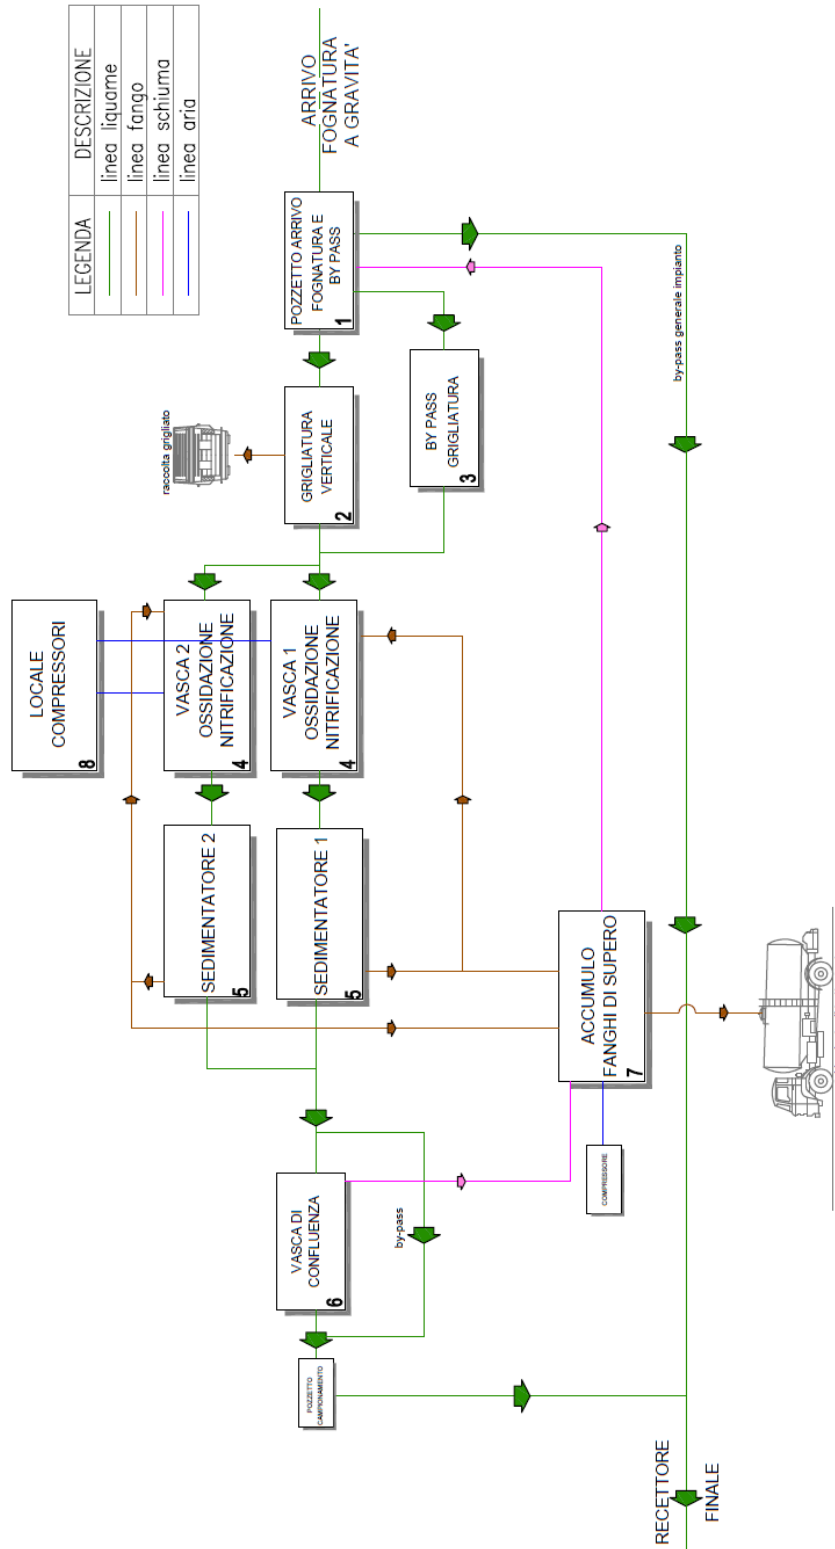 LEGENDA DESCRIZIONE
linea liquame
linea fango
linea schiuma
linea aria
ARRIVO
FOGNATURA
A GRAVITA'
POZZETTO ARRIVO
FOGNATURA E
BY PASS
1
raccolta grigliato
GRIGLIATURA
VERTICALE
2
BY PASS
GRIGLIATURA
3
by-pass generale impianto
LOCALE
COMPRESSORI
8
VASCA 2
OSSIDAZIONE
NITRIFICAZIONE
4
VASCA 1
OSSIDAZIONE
NITRIFICAZIONE
4
SEDIMENTATORE 2
5
SEDIMENTATORE 1
5
ACCUMULO
FANGHI DI SUPERO
7
COMPRESSORE
VASCA DI
CONFLUENZA
6
by-pass
POZZETTO
CAMPIONAMENTO
RECETTORE
FINALE